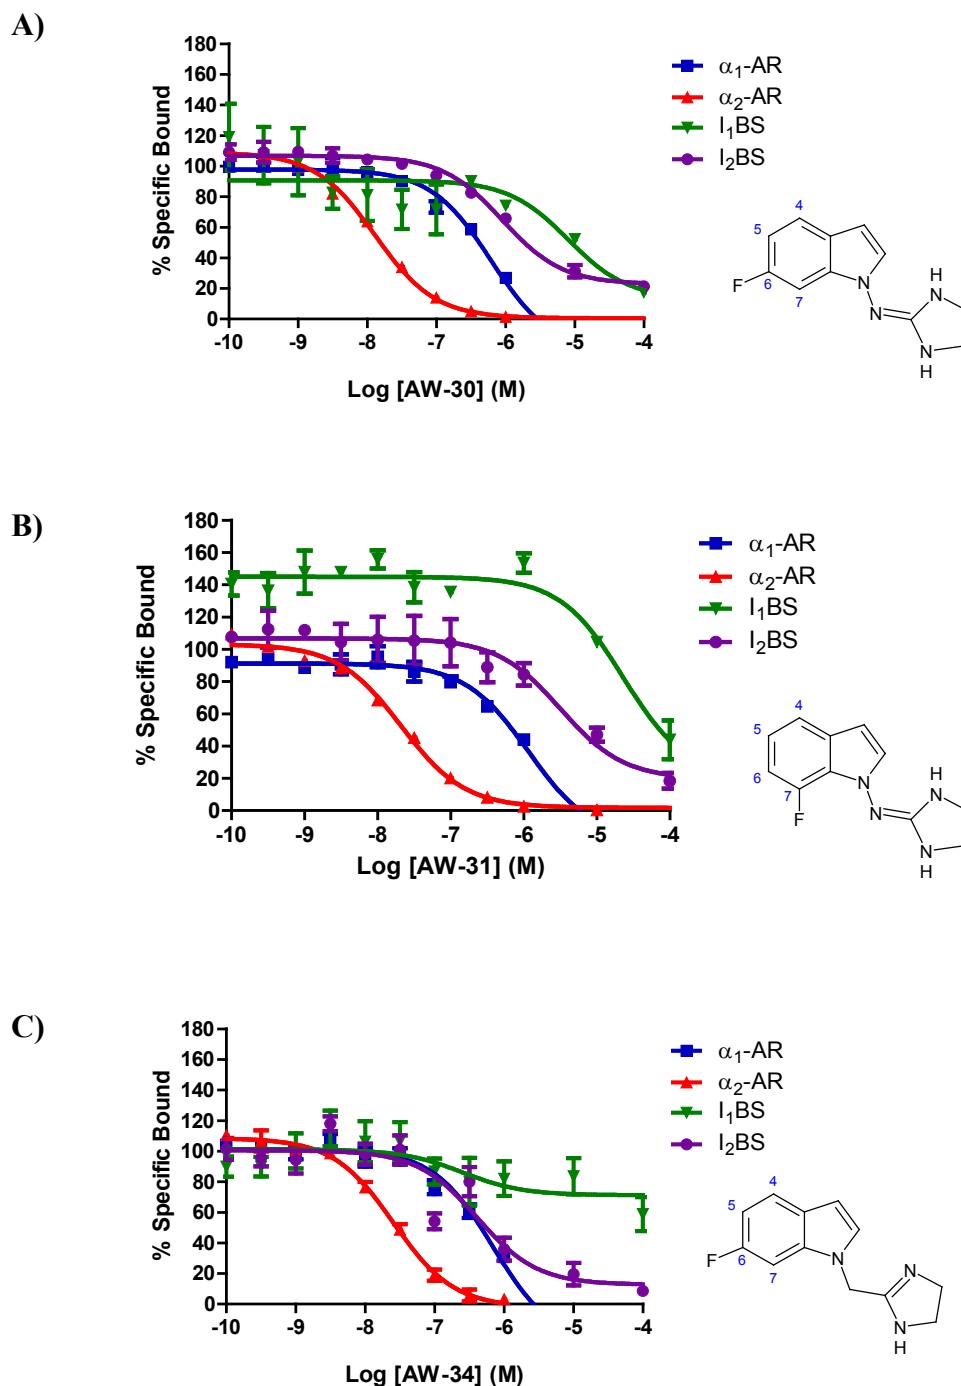 A)
180
160
140
120
100
80
60
40
20
0
% Specific Bound
-10 -9 -8 -7 -6 -5 -4
Log [AW-30] (M)
α1-AR
α2-AR
I1BS
I2BS
4
5
6
7
F
N
N
H
N
N
H
B)
180
160
140
120
100
80
60
40
20
0
% Specific Bound
-10 -9 -8 -7 -6 -5 -4
Log [AW-31] (M)
α1-AR
α2-AR
I1BS
I2BS
4
5
6
7
F
N
N
H
N
N
H
C)
180
160
140
120
100
80
60
40
20
0
% Specific Bound
-10 -9 -8 -7 -6 -5 -4
Log [AW-34] (M)
α1-AR
α2-AR
I1BS
I2BS
4
5
6
7
F
N
N
N
H